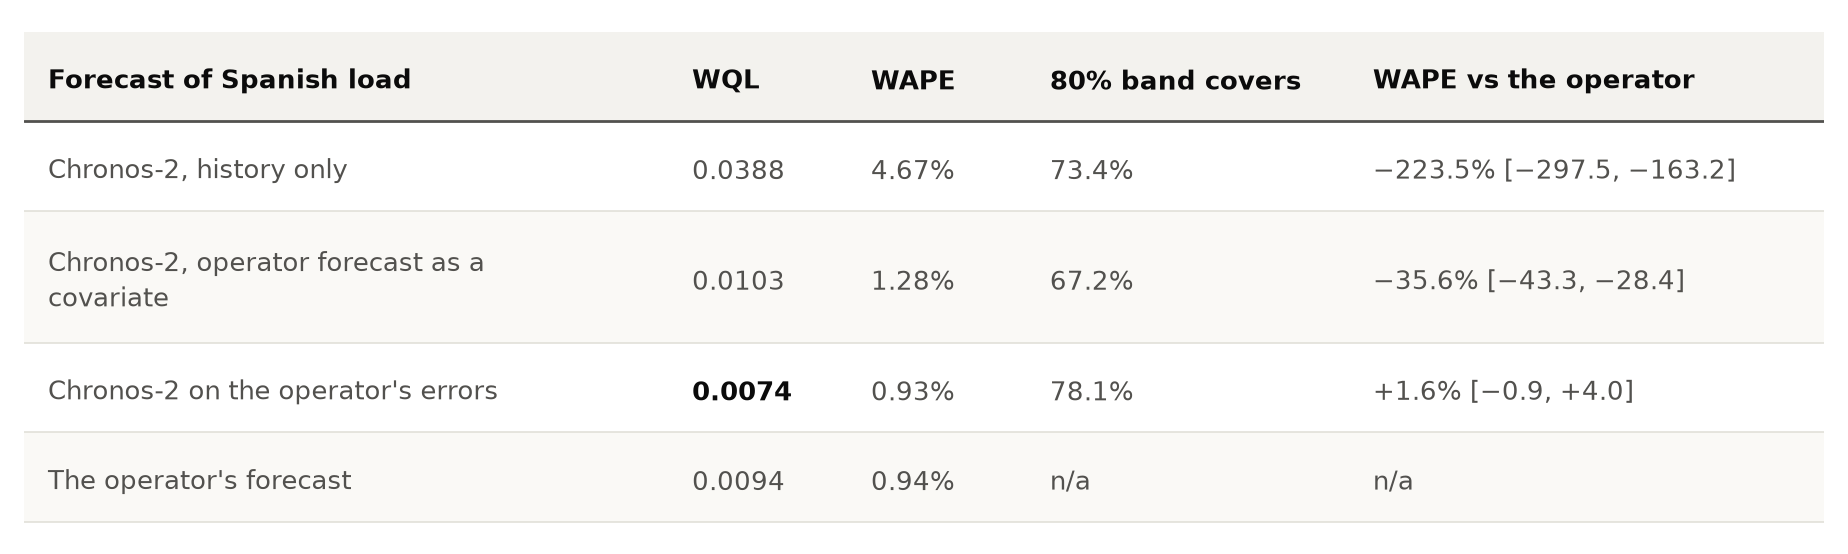 Forecast of Spanish load WQL WAPE 80% band covers WAPE vs the operator
Chronos-2, history only 0.0388 4.67% 73.4% −223.5% [−297.5, −163.2]
Chronos-2, operator forecast as a
covariate 0.0103 1.28% 67.2% −35.6% [−43.3, −28.4]
Chronos-2 on the operator's errors 0.0074 0.93% 78.1% +1.6% [−0.9, +4.0]
The operator's forecast 0.0094 0.94% n/a n/a